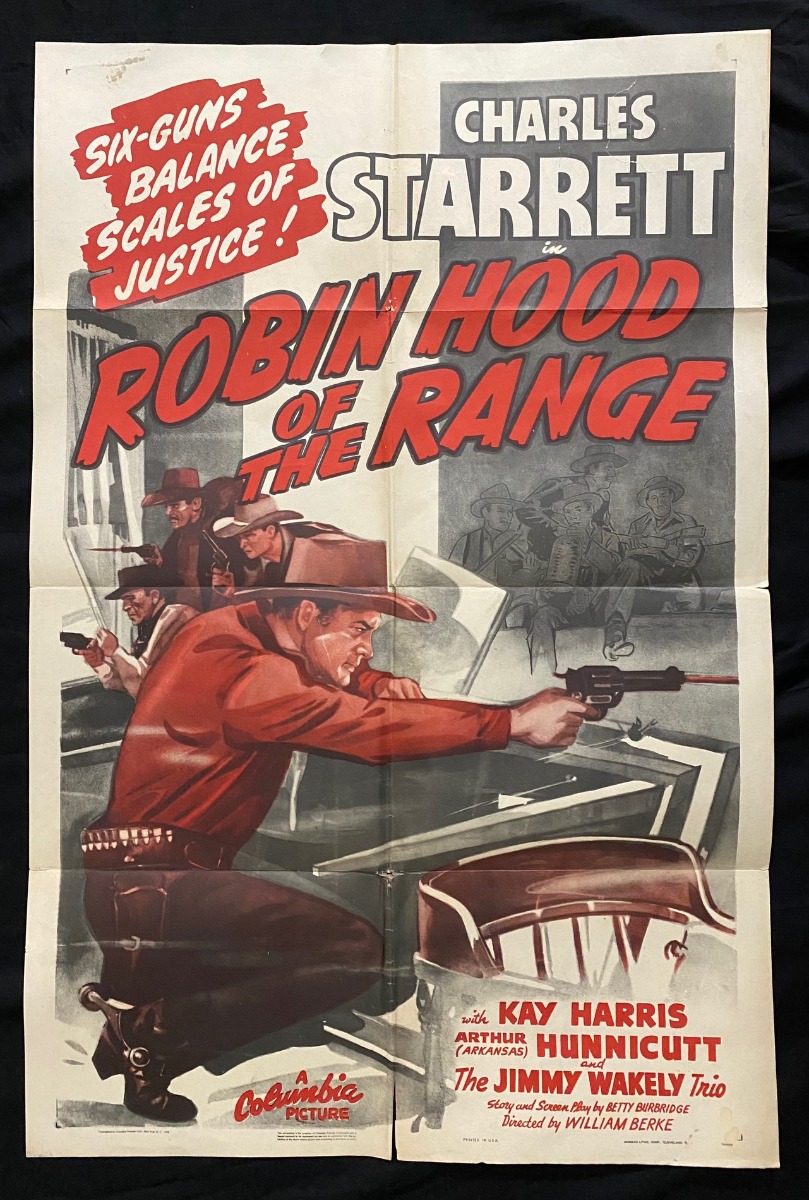 SIX-GUNS
BALANCE
SCALES OF
JUSTICE!
CHARLES
STARRETT
in
ROBIN HOOD
OF
THE RANGE
with KAY HARRIS
ARTHUR (ARKANSAS) HUNNICUTT
and
The JIMMY WAKELY Trio
Story and Screen Play by BETTY BURBRIDGE
Directed by WILLIAM BERKE
A
Columbia
PICTURE
PRINTED IN U.S.A.